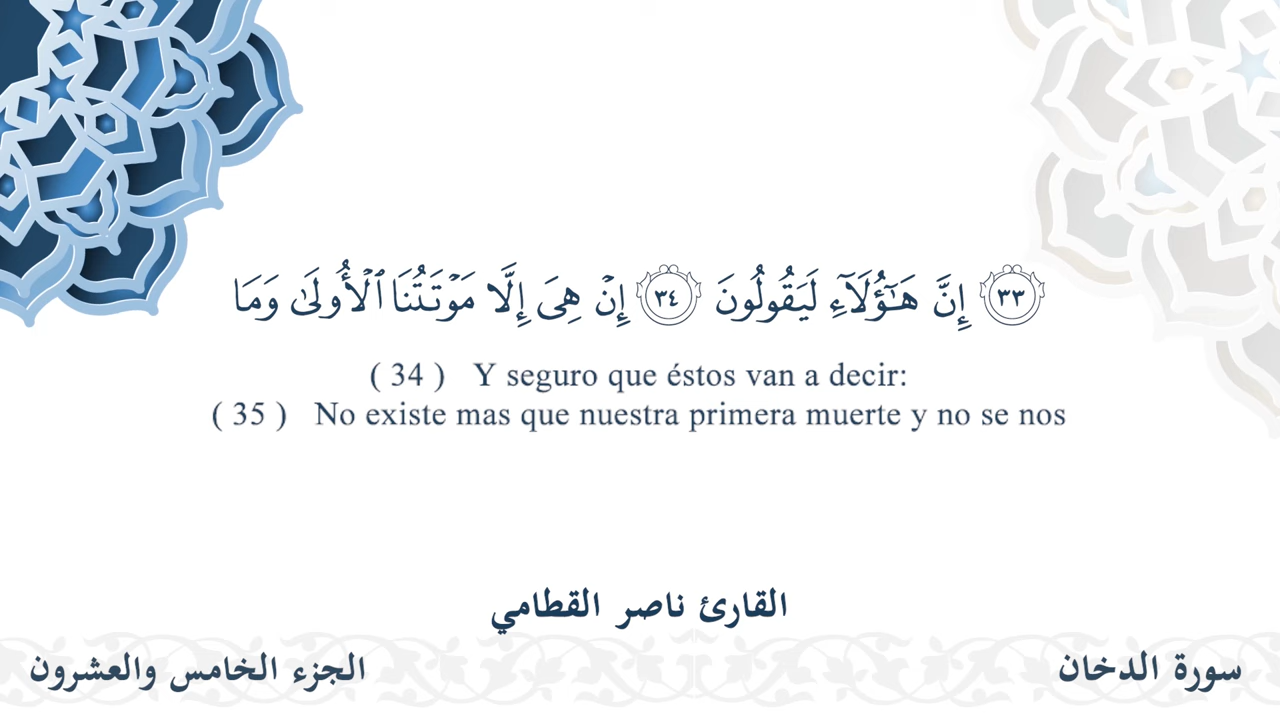 ٣٣ إِنَّ هَـٰٓؤُلَآءِ لَيَقُولُونَ ٣٤ إِنْ هِىَ إِلَّا مَوْتَتُنَا ٱلْأُولَىٰ وَمَا
( 34 ) Y seguro que éstos van a decir:
( 35 ) No existe mas que nuestra primera muerte y no se nos
القارئ ناصر القطامي
سورة الدخان
الجزء الخامس والعشرون